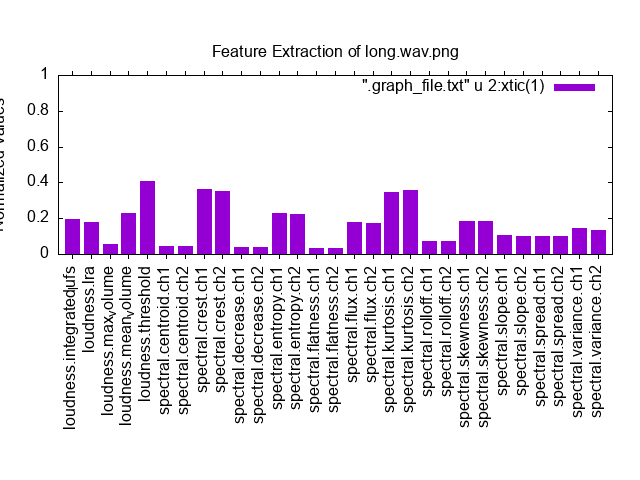 Feature Extraction of long.wav.png
".graph_file.txt" u 2:xtic(1)
Normalized Values
1
0.8
0.6
0.4
0.2
0
loudness.integratedlufs
loudness.lra
loudness.maxvolume
loudness.meanvolume
loudness.threshold
spectral.centroid.ch1
spectral.centroid.ch2
spectral.crest.ch1
spectral.crest.ch2
spectral.decrease.ch1
spectral.decrease.ch2
spectral.entropy.ch1
spectral.entropy.ch2
spectral.flatness.ch1
spectral.flatness.ch2
spectral.flux.ch1
spectral.flux.ch2
spectral.kurtosis.ch1
spectral.kurtosis.ch2
spectral.rolloff.ch1
spectral.rolloff.ch2
spectral.skewness.ch1
spectral.skewness.ch2
spectral.slope.ch1
spectral.slope.ch2
spectral.spread.ch1
spectral.spread.ch2
spectral.variance.ch1
spectral.variance.ch2